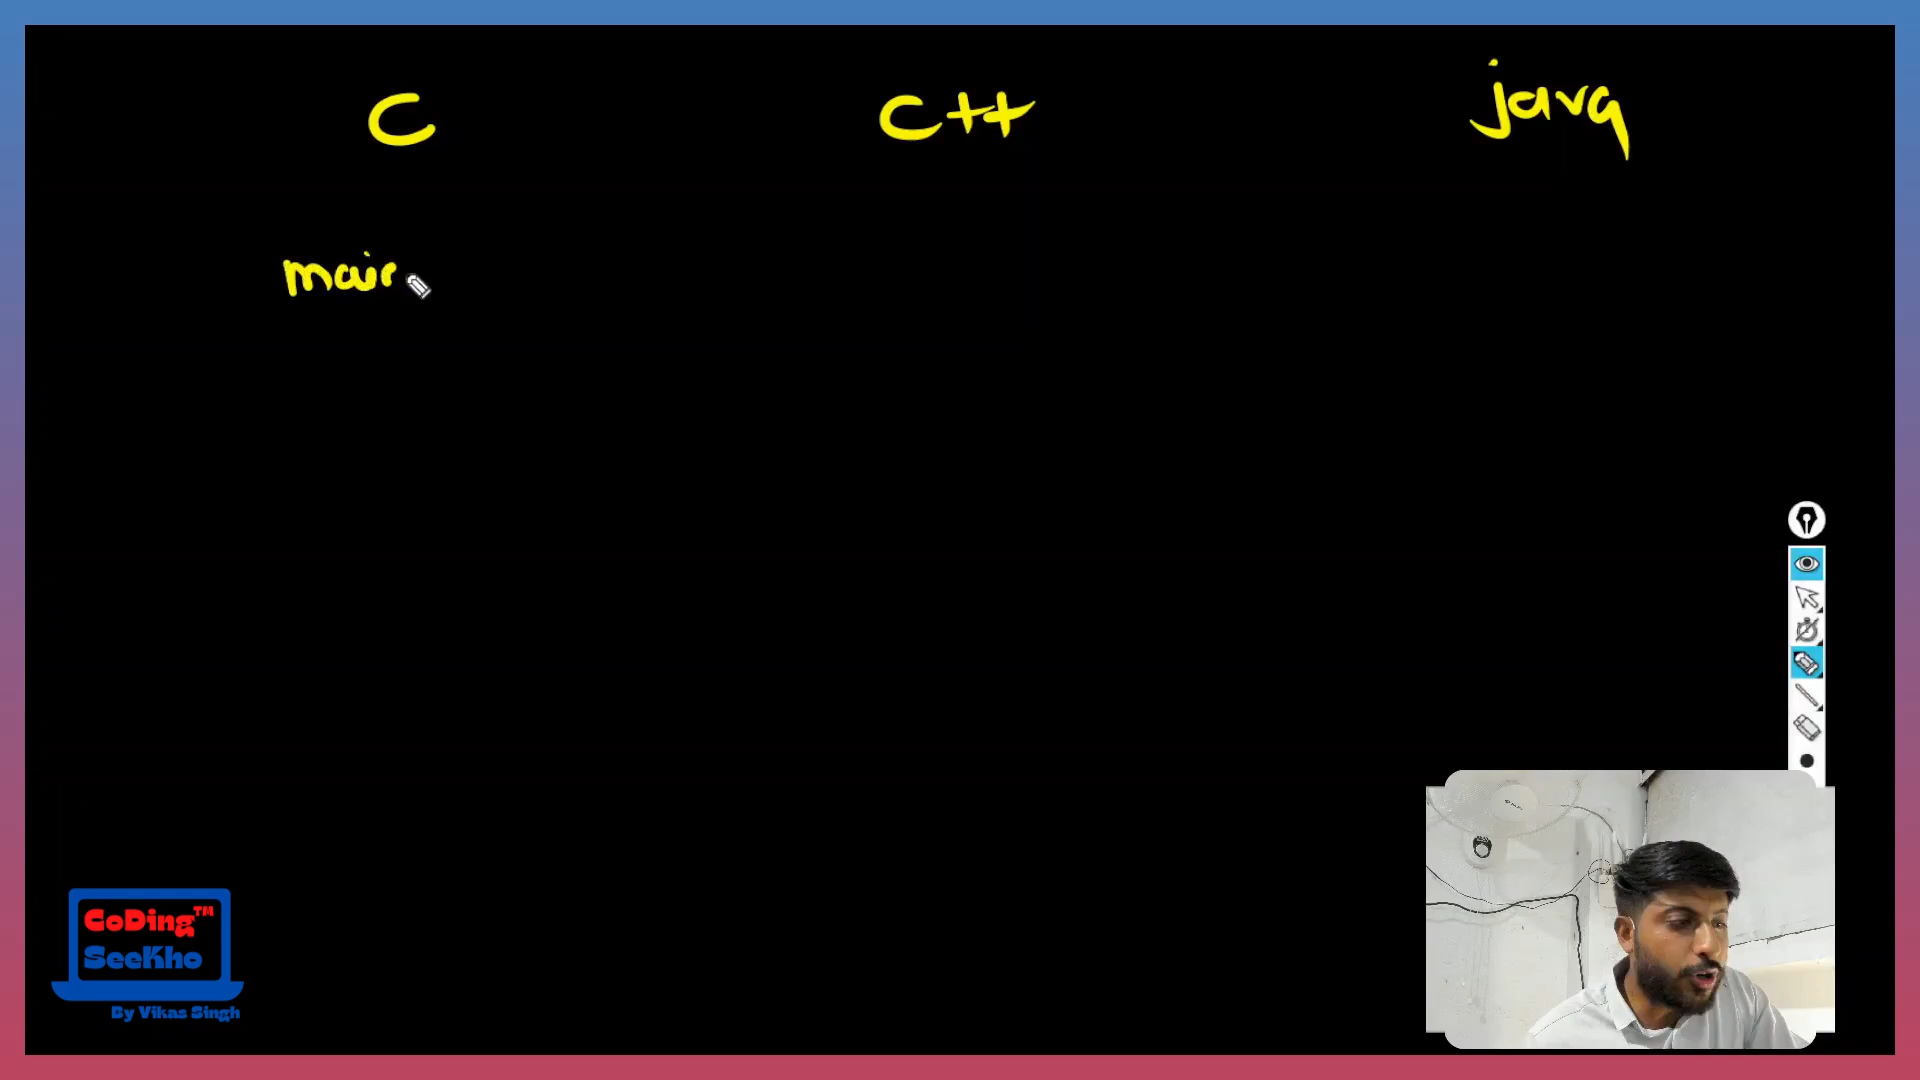 C C++ java
mair
CoDing™
SeeKho
By Vikas Singh